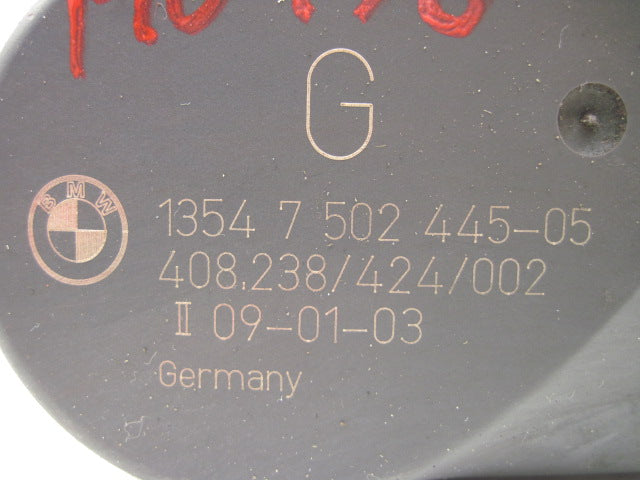 G
BMW
1354 7 502 445-05
408.238/424/002
II 09-01-03
Germany